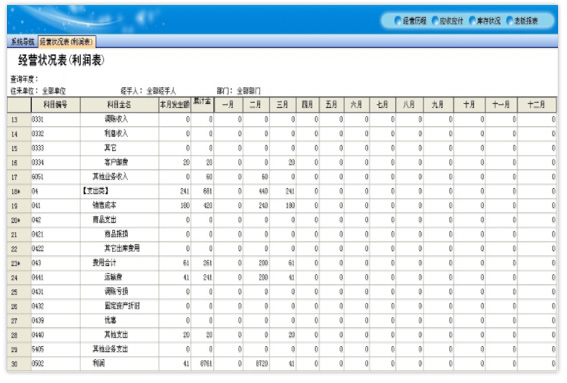 经营历程 应收应付 库存状况 表板报表
系统导航 经营状况表(利润表)
经营状况表(利润表)
查询年度:
往来单位: 全部单位 经手人: 全部经手人 部门: 全部部门
科目编号 科目全名 本月发生额 累计金 一月 二月 三月 四月 五月 六月 七月 八月 九月 十月 十一月 十二月
13 0331 调账收入 0 0 0 0 0 0 0 0 0 0 0 0 0 0
14 0332 利息收入 0 0 0 0 0 0 0 0 0 0 0 0 0 0
15 0333 其它 0 0 0 0 0 0 0 0 0 0 0 0 0 0
16 0334 客户邮费 20 20 0 0 20 0 0 0 0 0 0 0 0 0
17 6051 其他业务收入 0 60 0 60 0 0 0 0 0 0 0 0 0 0
18* 04 【支出类】 241 681 0 440 241 0 0 0 0 0 0 0 0 0
19 041 销售成本 180 420 0 240 180 0 0 0 0 0 0 0 0 0
20* 042 商品支出 0 0 0 0 0 0 0 0 0 0 0 0 0 0
21 0421 商品报损 0 0 0 0 0 0 0 0 0 0 0 0 0 0
22 0422 其它出库费用 0 0 0 0 0 0 0 0 0 0 0 0 0 0
23* 043 费用合计 61 261 0 200 61 0 0 0 0 0 0 0 0 0
24 0441 运输费 41 241 0 200 41 0 0 0 0 0 0 0 0 0
25 0431 调账亏损 0 0 0 0 0 0 0 0 0 0 0 0 0 0
26 0432 固定资产折旧 0 0 0 0 0 0 0 0 0 0 0 0 0 0
27 0439 优惠 0 0 0 0 0 0 0 0 0 0 0 0 0 0
28 0440 其他支出 20 20 0 0 20 0 0 0 0 0 0 0 0 0
29 5405 其他业务支出 0 0 0 0 0 0 0 0 0 0 0 0 0 0
30 0502 利润 41 8761 0 8720 41 0 0 0 0 0 0 0 0 0